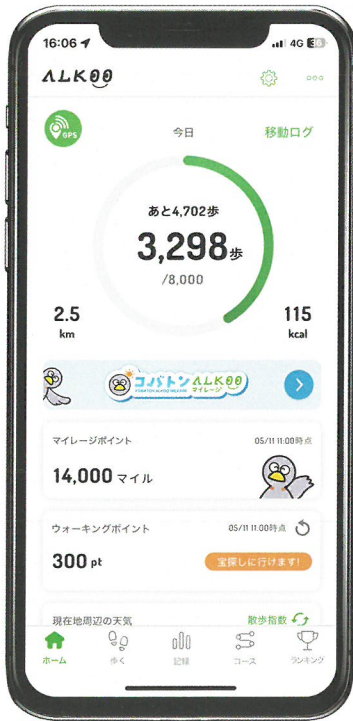 16:06 4G 36
ALKOO
GPS
今日
移動ログ
あと4,702歩
3,298歩
/8,000
2.5
km
115
kcal
コバトンALKOO
マイレージ
マイレージポイント 05/11 11:00時点
14,000 マイル
ウォーキングポイント 05/11 11:00時点
300 pt 宝探しに行けます!
現在地周辺の天気 散歩指数
ホーム 歩く 記録 コース ランキング